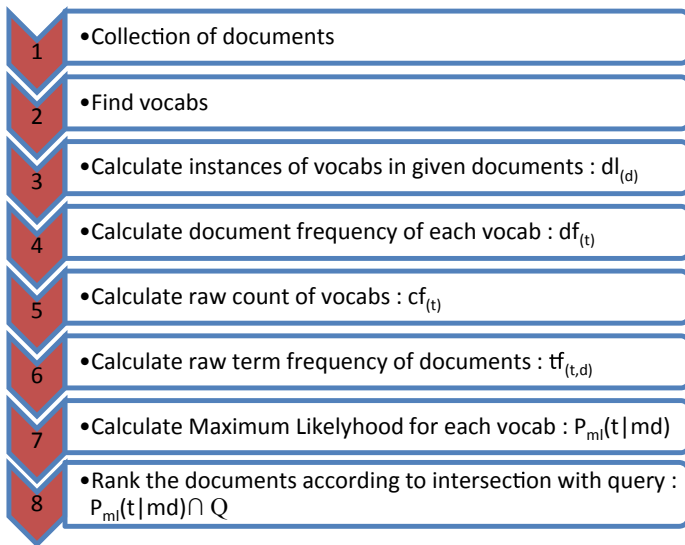 1 •Collection of documents
2 •Find vocabs
3 •Calculate instances of vocabs in given documents : dl(d)
4 •Calculate document frequency of each vocab : df(t)
5 •Calculate raw count of vocabs : cf(t)
6 •Calculate raw term frequency of documents : tf(t,d)
7 •Calculate Maximum Likelyhood for each vocab : Pml(t|md)
8 •Rank the documents according to intersection with query :
Pml(t|md)∩ Q